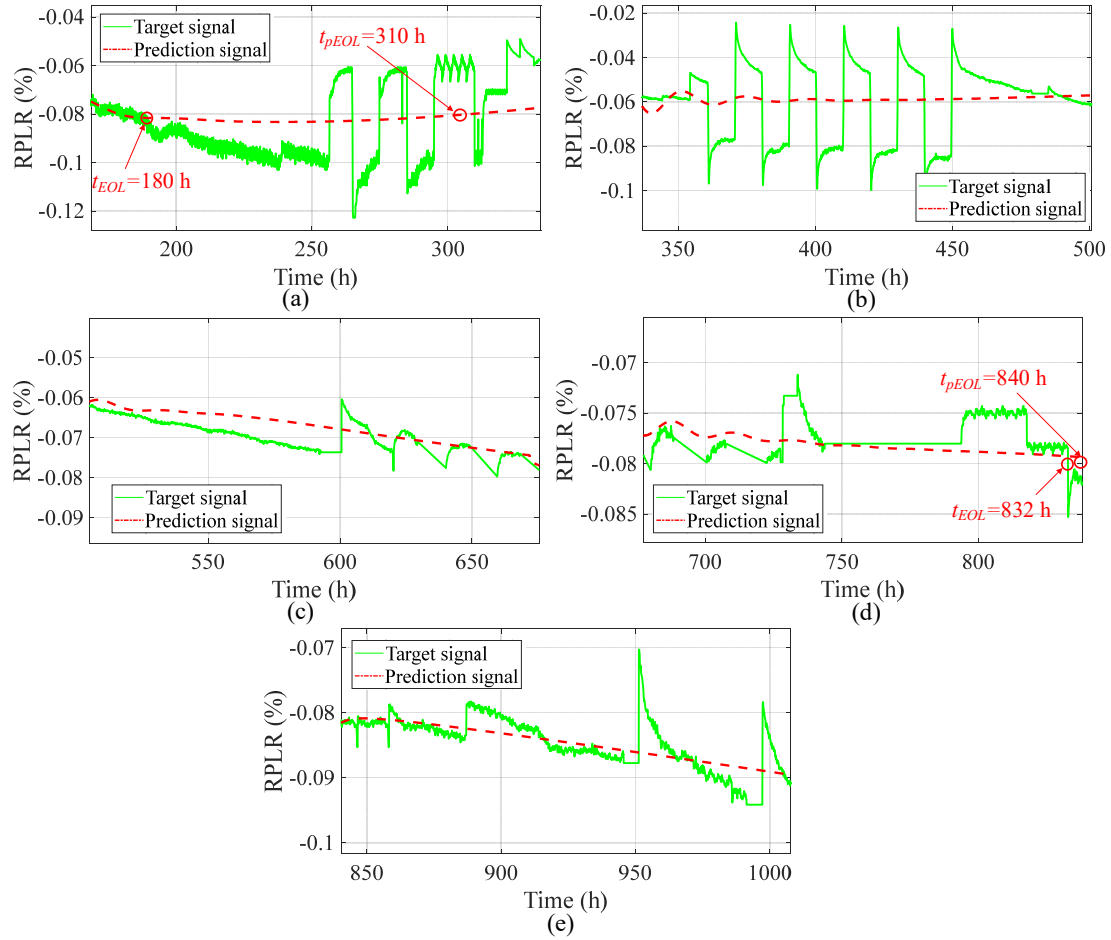 -0.04
-0.06
-0.08
-0.1
-0.12
RPLR (%)
Target signal
Prediction signal
tpEOL=310 h
tEOL=180 h
200
250
300
Time (h)
(a)
-0.02
-0.04
-0.06
-0.08
-0.1
RPLR (%)
Target signal
Prediction signal
350
400
450
500
Time (h)
(b)
-0.05
-0.06
-0.07
-0.08
-0.09
RPLR (%)
Target signal
Prediction signal
550
600
650
Time (h)
(c)
-0.07
-0.075
-0.08
-0.085
RPLR (%)
tpEOL=840 h
tEOL=832 h
Target signal
Prediction signal
700
750
800
Time (h)
(d)
-0.07
-0.08
-0.09
-0.1
RPLR (%)
Target signal
Prediction signal
850
900
950
1000
Time (h)
(e)